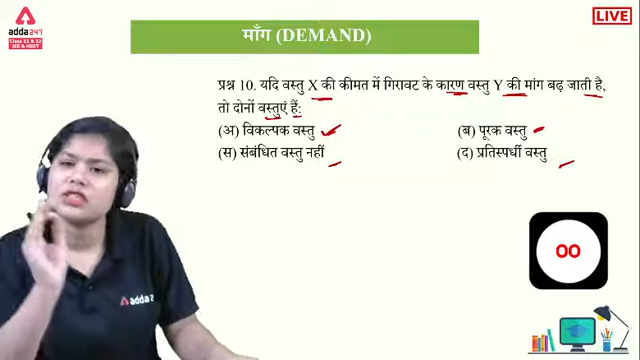 adda247
Class 11 & 12
JEE & NEET
माँग (DEMAND)
LIVE
प्रश्न 10. यदि वस्तु X की कीमत में गिरावट के कारण वस्तु Y की मांग बढ़ जाती है,
तो दोनों वस्तुएं हैं:
(अ) विकल्पक वस्तु
(ब) पूरक वस्तु
(स) संबंधित वस्तु नहीं
(द) प्रतिस्पर्धी वस्तु
00
adda2